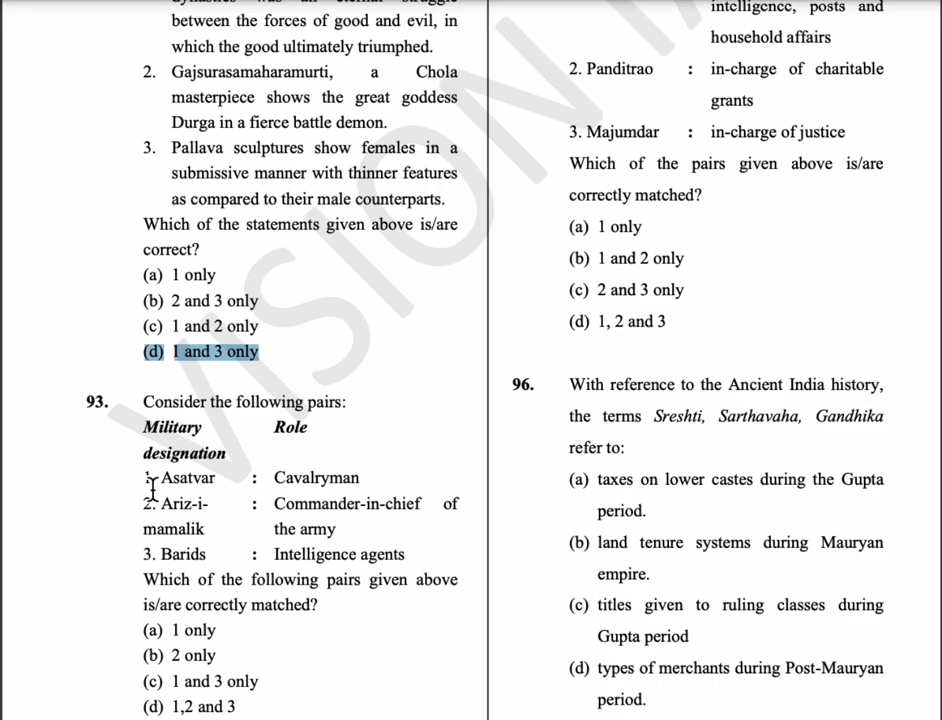 between the forces of good and evil, in
which the good ultimately triumphed.
2. Gajsurasamaharamurti, a Chola
masterpiece shows the great goddess
Durga in a fierce battle demon.
3. Pallava sculptures show females in a
submissive manner with thinner features
as compared to their male counterparts.
Which of the statements given above is/are
correct?
(a) 1 only
(b) 2 and 3 only
(c) 1 and 2 only
(d) 1 and 3 only
93. Consider the following pairs:
Military Role
designation
Asatvar : Cavalryman
2. Ariz-i- : Commander-in-chief of
mamalik the army
3. Barids : Intelligence agents
Which of the following pairs given above
is/are correctly matched?
(a) 1 only
(b) 2 only
(c) 1 and 3 only
(d) 1,2 and 3
intelligence, posts and
household affairs
2. Panditrao : in-charge of charitable
grants
3. Majumdar : in-charge of justice
Which of the pairs given above is/are
correctly matched?
(a) 1 only
(b) 1 and 2 only
(c) 2 and 3 only
(d) 1, 2 and 3
96. With reference to the Ancient India history,
the terms Sreshti, Sarthavaha, Gandhika
refer to:
(a) taxes on lower castes during the Gupta
period.
(b) land tenure systems during Mauryan
empire.
(c) titles given to ruling classes during
Gupta period
(d) types of merchants during Post-Mauryan
period.
VISION